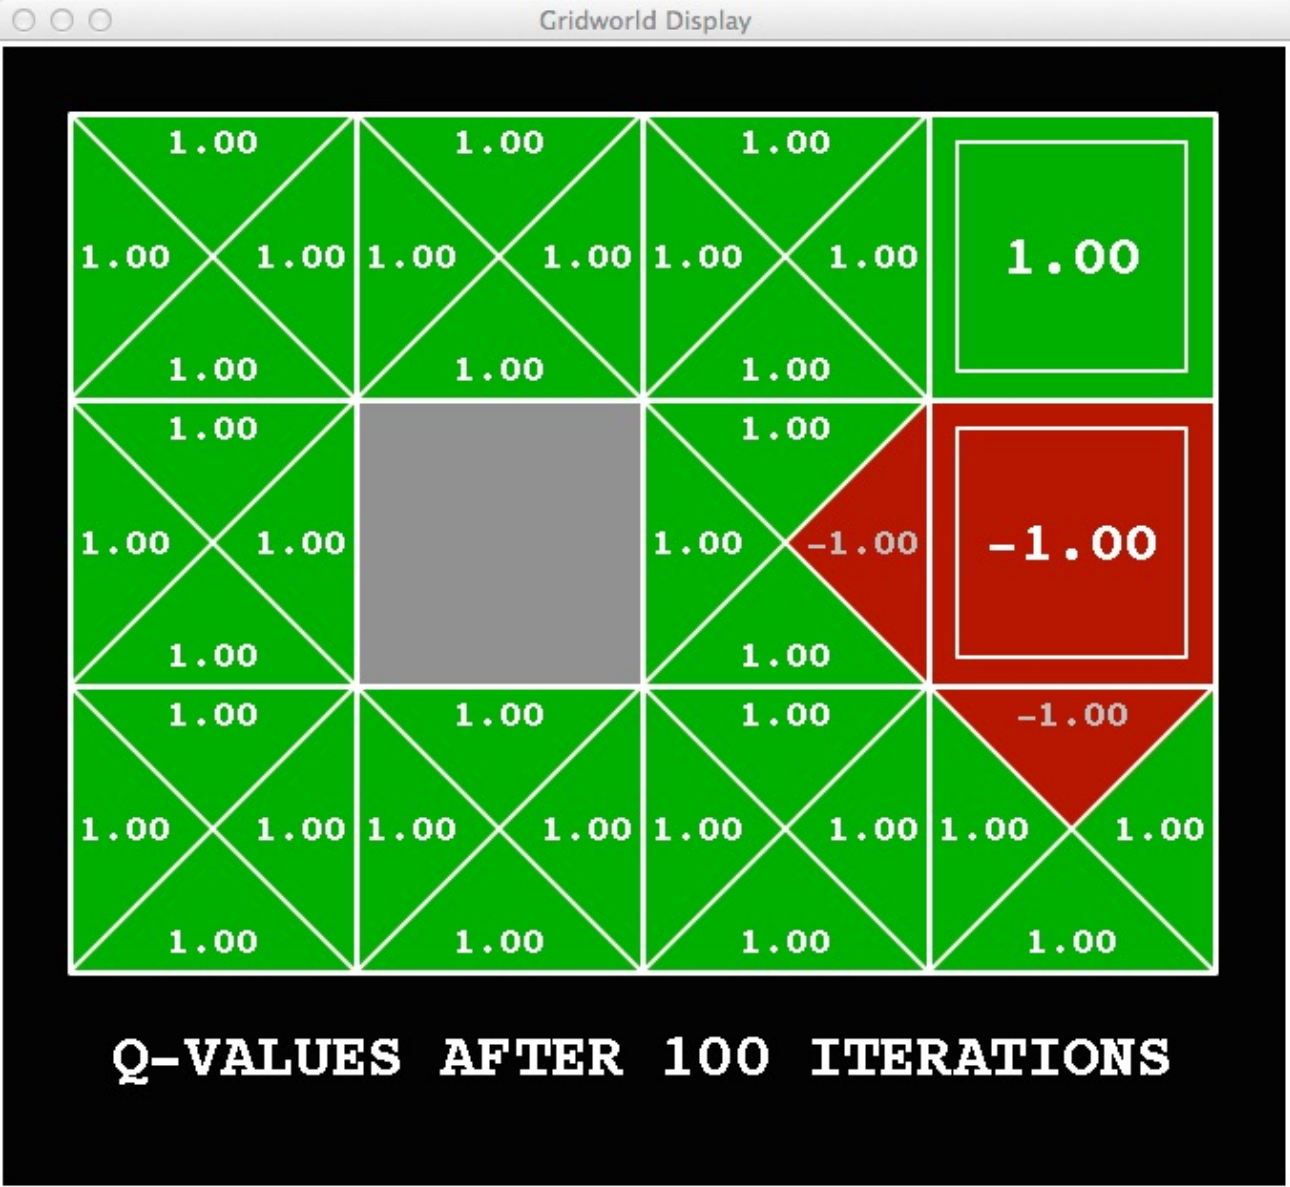 Gridworld Display
1.00 1.00 1.00
1.00 1.00 1.00 1.00 1.00 1.00 1.00
1.00 1.00 1.00
1.00 1.00
1.00 1.00 1.00 -1.00 -1.00
1.00 1.00
1.00 1.00 1.00 -1.00
1.00 1.00 1.00 1.00 1.00 1.00 1.00 1.00
1.00 1.00 1.00 1.00
Q-VALUES AFTER 100 ITERATIONS